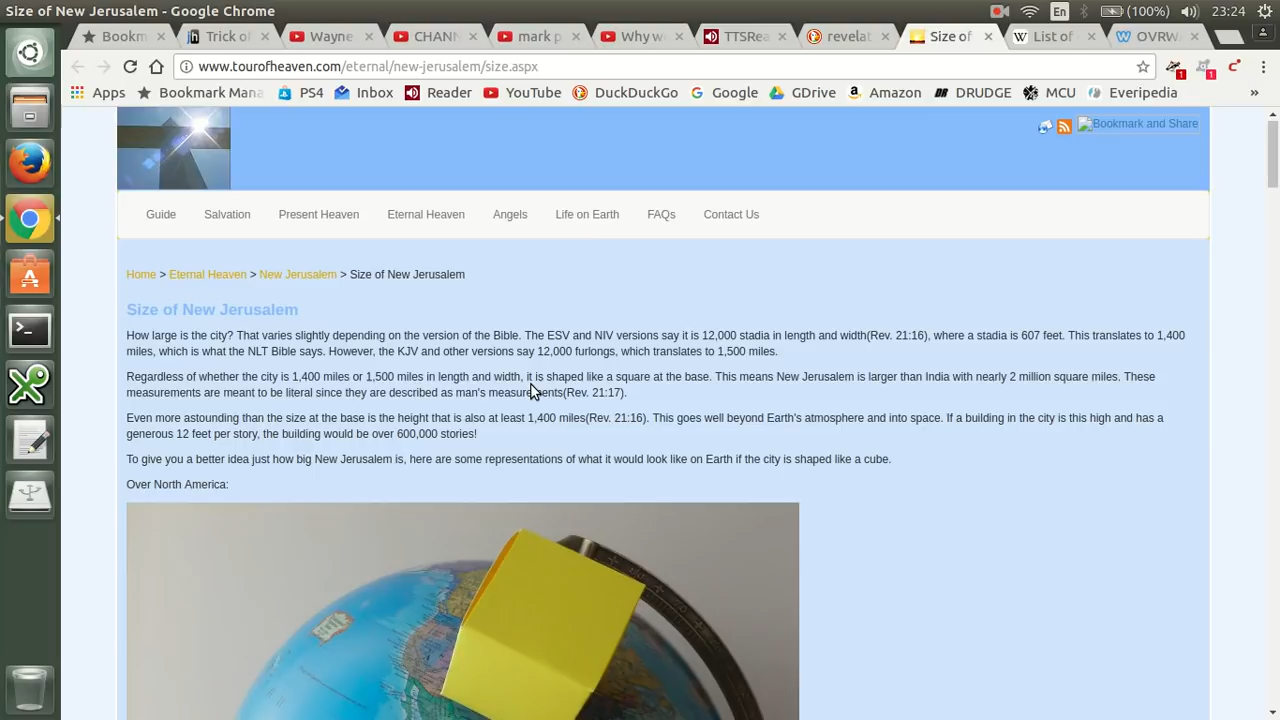 Size of New Jerusalem - Google Chrome
En
(100%)
23:24
Bookm
Trick of
Wayne
CHANN
mark p
Why w
TTSRea
revelat
Size of
List of
OVRWA
www.tourofheaven.com/eternal/new-jerusalem/size.aspx
1
1
Apps
Bookmark Mana
PS4
Inbox
Reader
YouTube
DuckDuckGo
Google
GDrive
Amazon
DRUDGE
MCU
Everipedia
»
Bookmark and Share
Guide
Salvation
Present Heaven
Eternal Heaven
Angels
Life on Earth
FAQs
Contact Us
Home > Eternal Heaven > New Jerusalem > Size of New Jerusalem
Size of New Jerusalem
How large is the city? That varies slightly depending on the version of the Bible. The ESV and NIV versions say it is 12,000 stadia in length and width(Rev. 21:16), where a stadia is 607 feet. This translates to 1,400
miles, which is what the NLT Bible says. However, the KJV and other versions say 12,000 furlongs, which translates to 1,500 miles.
Regardless of whether the city is 1,400 miles or 1,500 miles in length and width, it is shaped like a square at the base. This means New Jerusalem is larger than India with nearly 2 million square miles. These
measurements are meant to be literal since they are described as man's measurements(Rev. 21:17).
Even more astounding than the size at the base is the height that is also at least 1,400 miles(Rev. 21:16). This goes well beyond Earth's atmosphere and into space. If a building in the city is this high and has a
generous 12 feet per story, the building would be over 600,000 stories!
To give you a better idea just how big New Jerusalem is, here are some representations of what it would look like on Earth if the city is shaped like a cube.
Over North America: